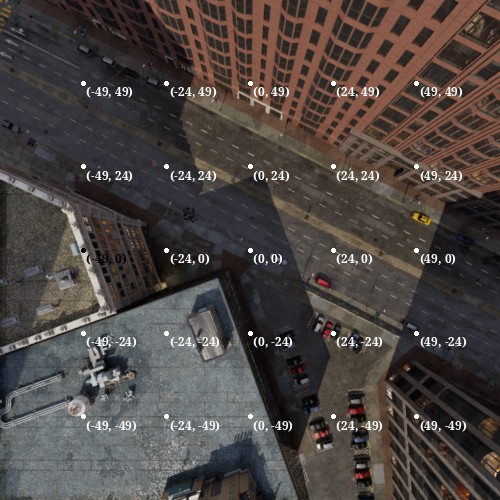 (-49, 49) (-24, 49) (0, 49) (24, 49) (49, 49)
(-49, 24) (-24, 24) (0, 24) (24, 24) (49, 24)
(-49, 0) (-24, 0) (0, 0) (24, 0) (49, 0)
(-49, -24) (-24, -24) (0, -24) (24, -24) (49, -24)
(-49, -49) (-24, -49) (0, -49) (24, -49) (49, -49)